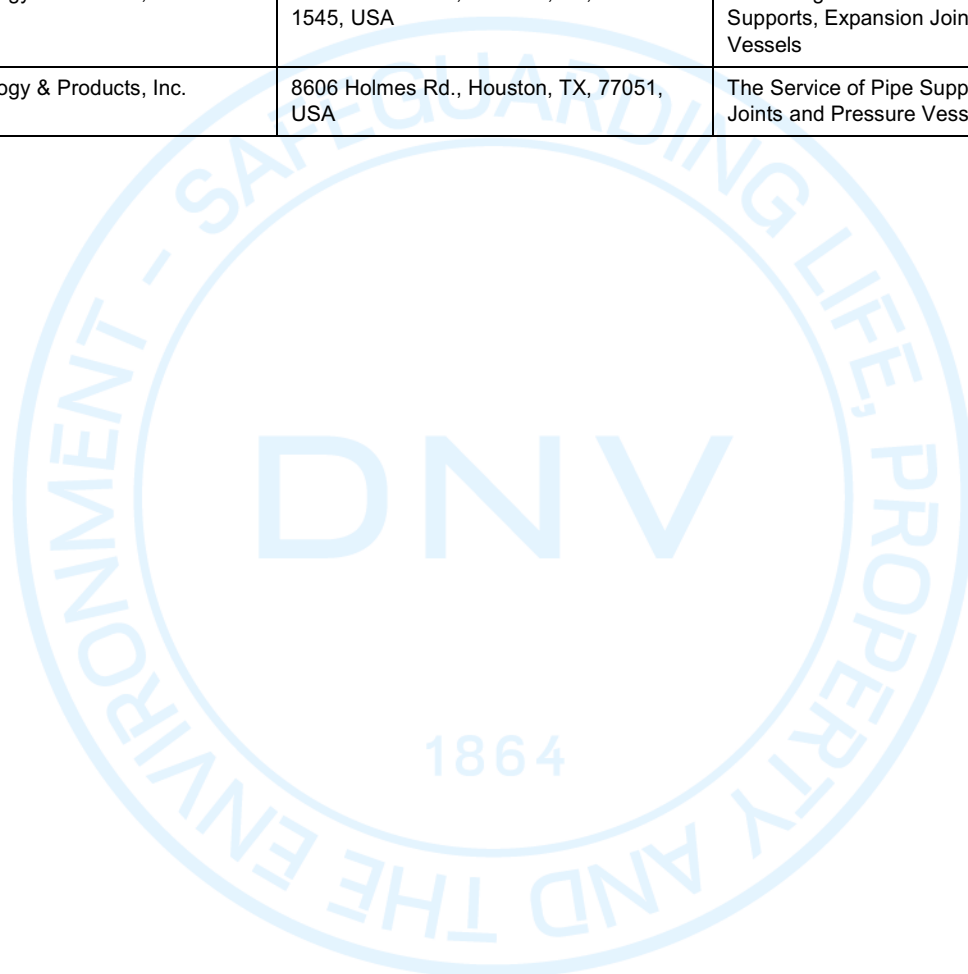 1545, USA
Supports, Expansion Join
Vessels
ogy & Products, Inc.
8606 Holmes Rd., Houston, TX, 77051,
USA
The Service of Pipe Supp
Joints and Pressure Vess
SAFEGUARDING LIFE, PROPERTY AND THE ENVIRONMENT -
DNV
1864